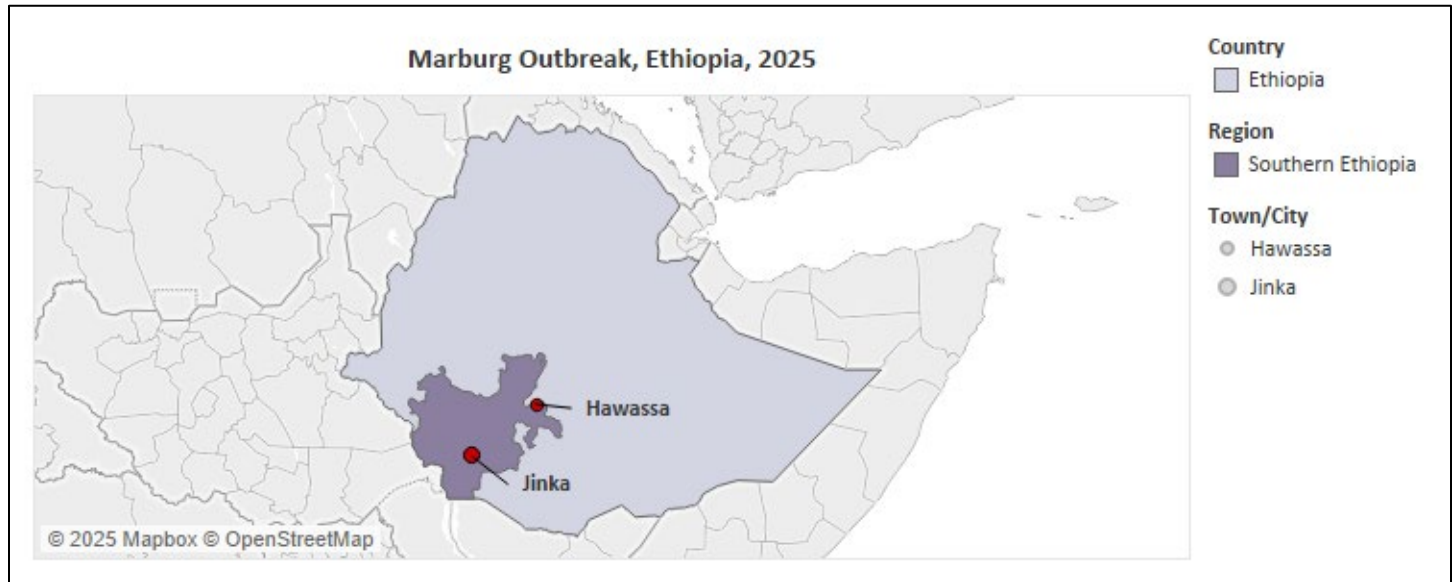 Marburg Outbreak, Ethiopia, 2025
Country
Ethiopia
Region
Southern Ethiopia
Town/City
Hawassa
Jinka
Hawassa
Jinka
© 2025 Mapbox © OpenStreetMap